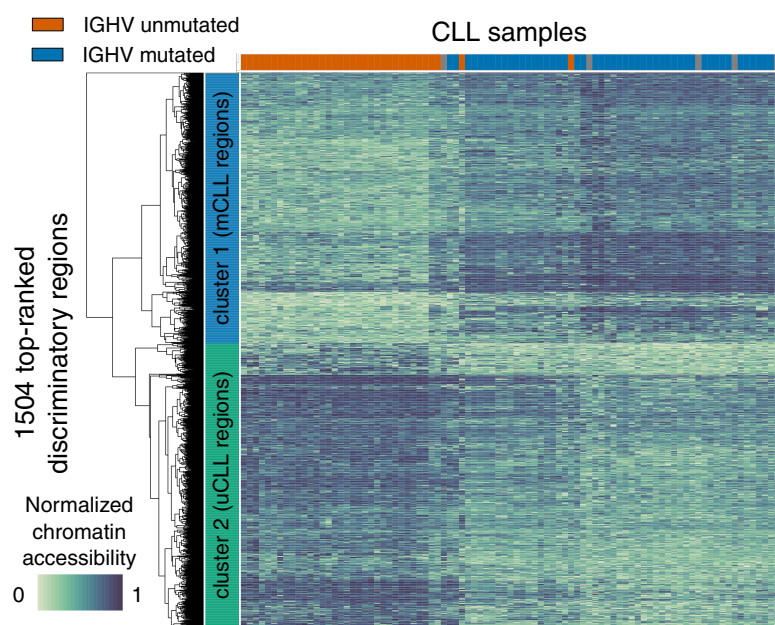 IGHV unmutated
IGHV mutated
CLL samples
1504 top-ranked
discriminatory regions
cluster 1 (mCLL regions)
cluster 2 (uCLL regions)
Normalized
chromatin
accessibility
0 1